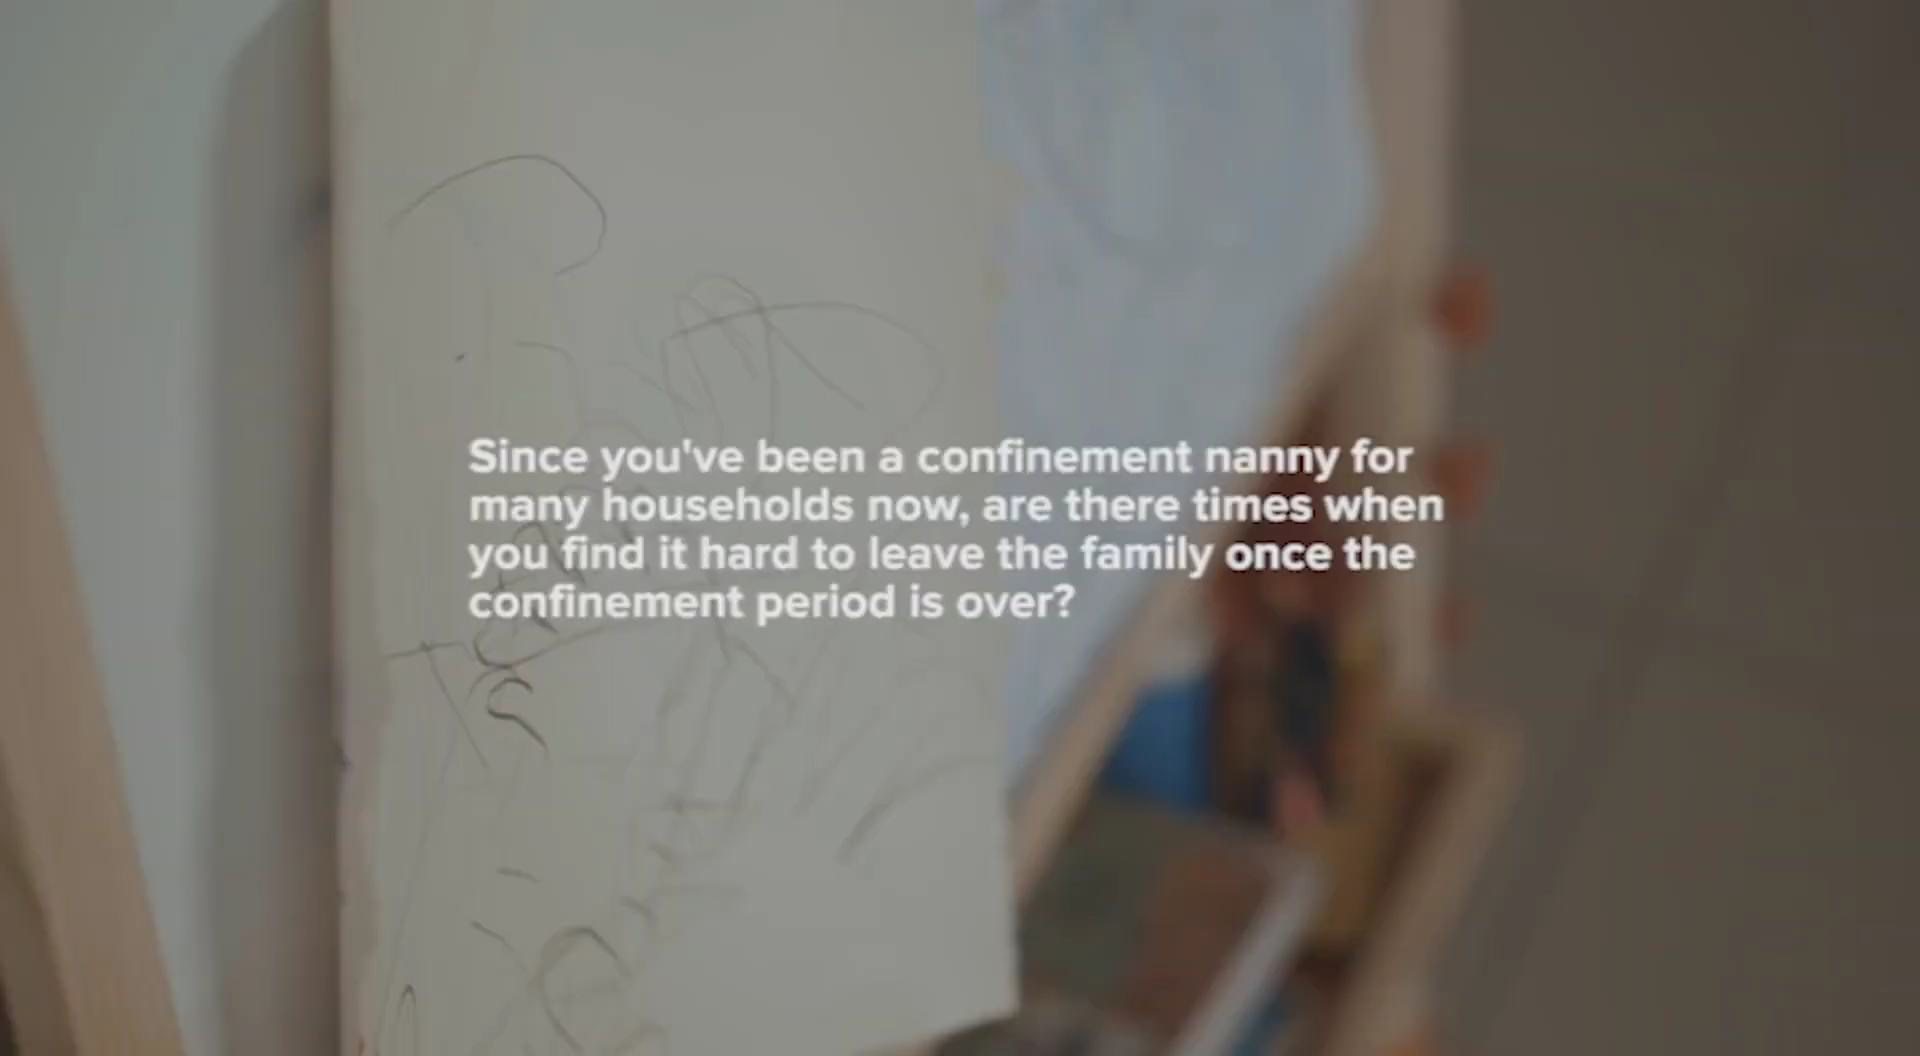 Since you've been a confinement nanny for
many households now, are there times when
you find it hard to leave the family once the
confinement period is over?